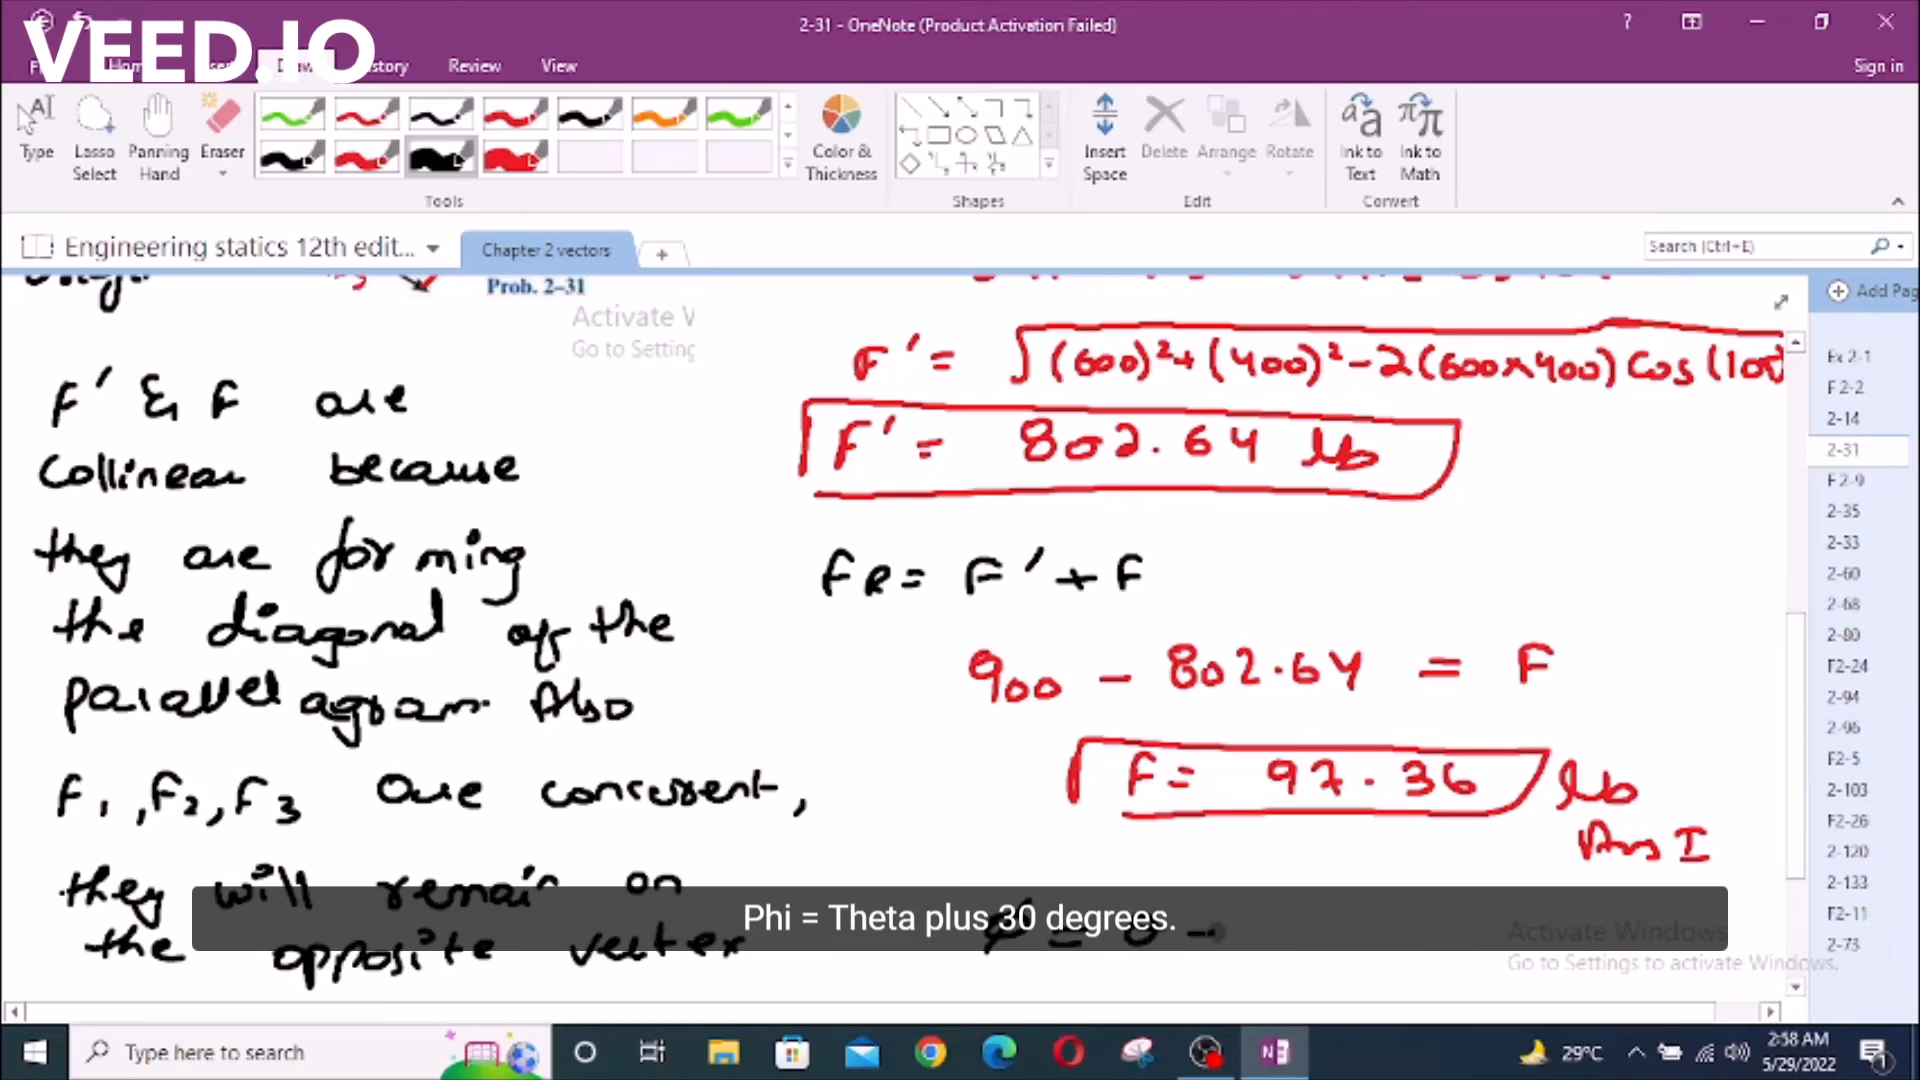 2-31 - OneNote (Product Activation Failed)
VEED.IO
Review
View
Sign in
Type
Lasso Select
Panning Hand
Eraser
Color & Thickness
Insert Space
Delete
Arrange
Rotate
Ink to Text
Ink to Math
Tools
Shapes
Edit
Convert
Engineering statics 12th edit...
Chapter 2 vectors
Search (Ctrl+E)
Prob. 2–31
Add Pag
Activate V
Go to Setting
F' & F are
Collinear because
they are forming
the diagonal of the
parallelagram. Also
F1, F2, F3 are concurrent,
they will remain on
the opposite vertex
F' = √(600)²+(400)²-2(600×400)Cos(105
F' = 802.64 lb
FR = F' + F
900 - 802.64 = F
F = 97.36 lb
Ans I
Phi = Theta plus 30 degrees.
Activate Windows
Go to Settings to activate Windows.
Ex 2-1
F 2-2
2-14
2-31
F 2-9
2-35
2-33
2-60
2-68
2-80
F2-24
2-94
2-96
F2-5
2-103
F2-26
2-120
2-133
F2-11
2-73
Type here to search
29°C
2:58 AM
5/29/2022